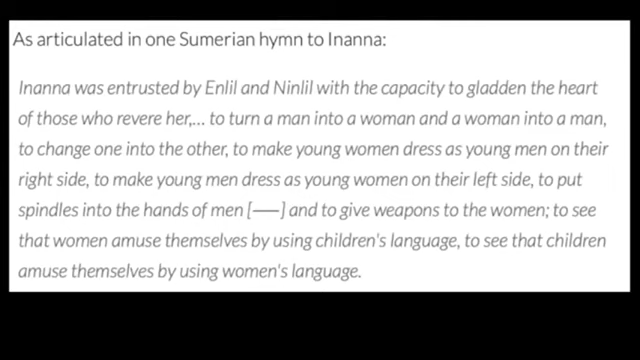 As articulated in one Sumerian hymn to Inanna:
Inanna was entrusted by Enlil and Ninlil with the capacity to gladden the heart
of those who revere her,... to turn a man into a woman and a woman into a man,
to change one into the other, to make young women dress as young men on their
right side, to make young men dress as young women on their left side, to put
spindles into the hands of men [—–] and to give weapons to the women; to see
that women amuse themselves by using children's language, to see that children
amuse themselves by using women's language.